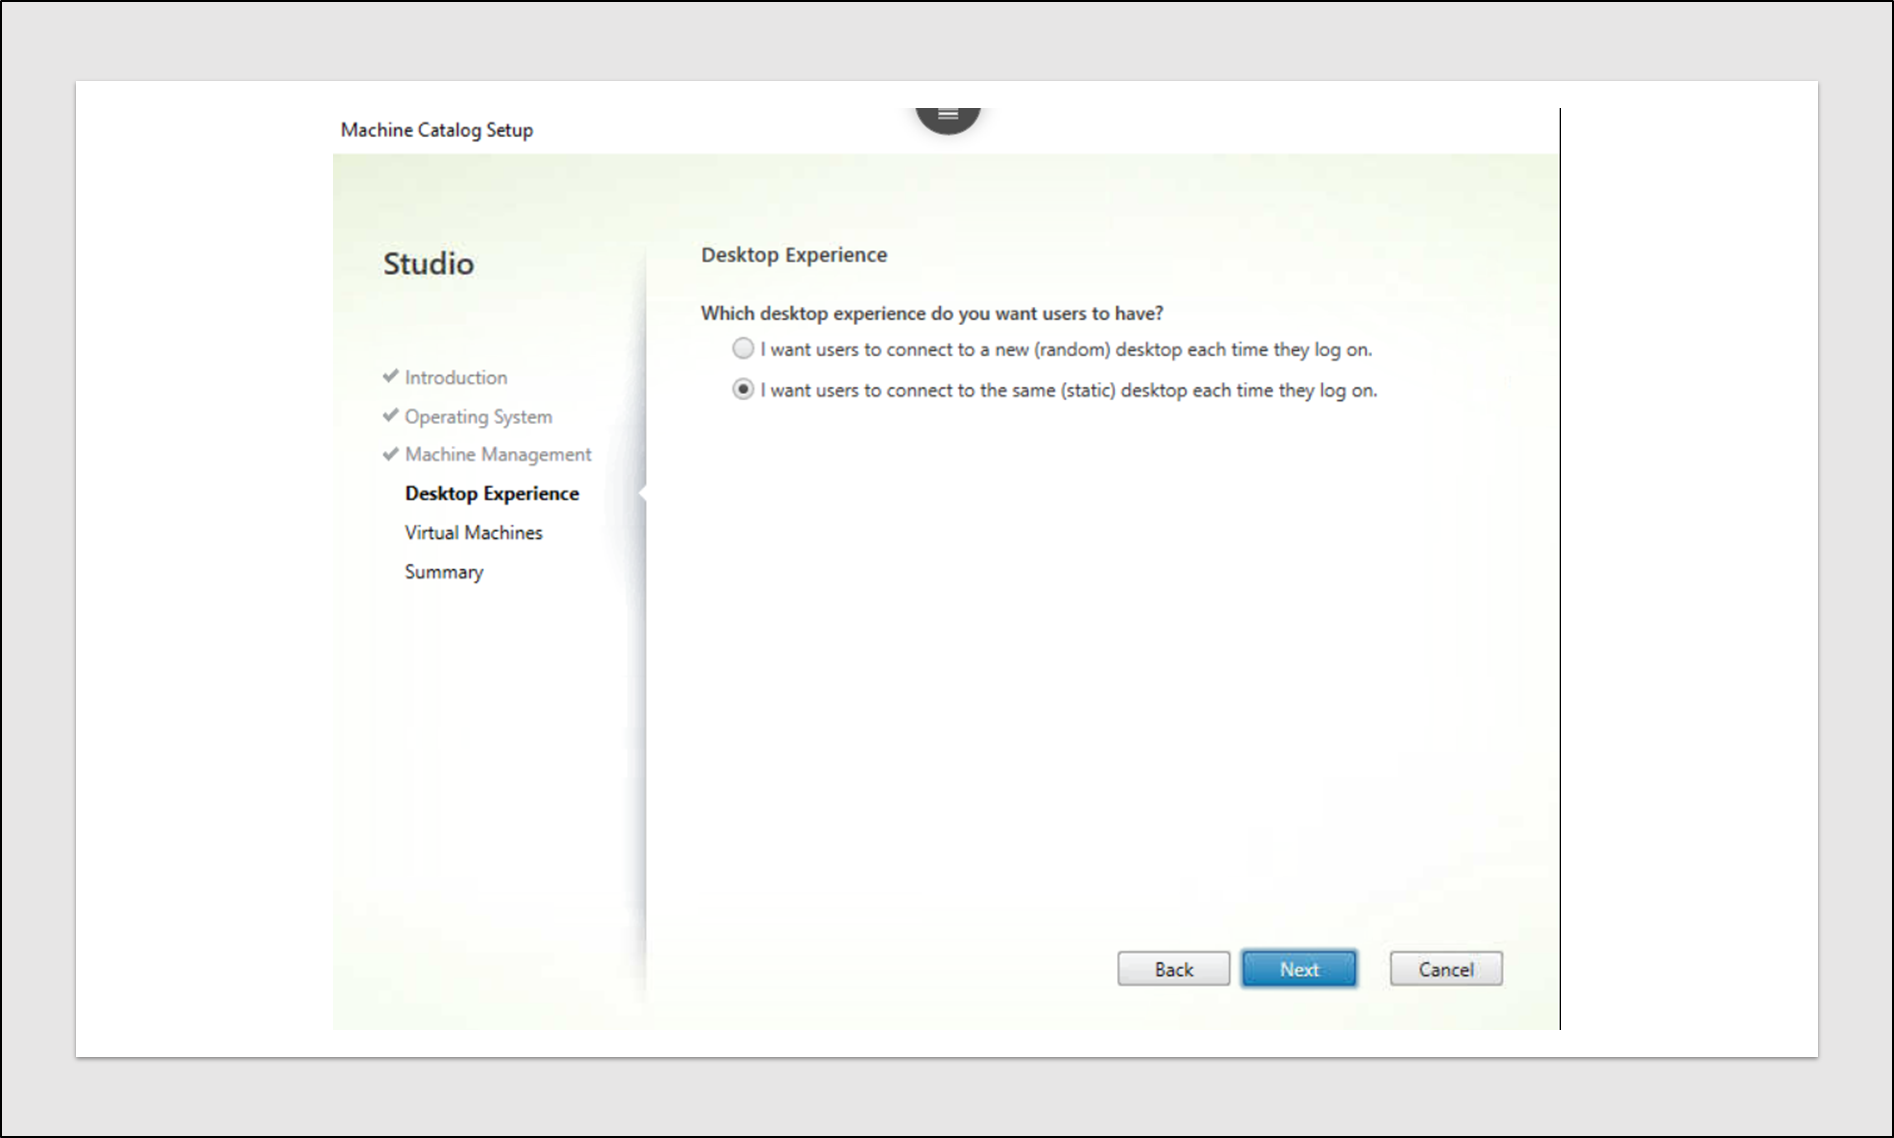 Machine Catalog Setup
Studio
Introduction
Operating System
Machine Management
Desktop Experience
Virtual Machines
Summary
Desktop Experience
Which desktop experience do you want users to have?
I want users to connect to a new (random) desktop each time they log on.
I want users to connect to the same (static) desktop each time they log on.
Back
Next
Cancel